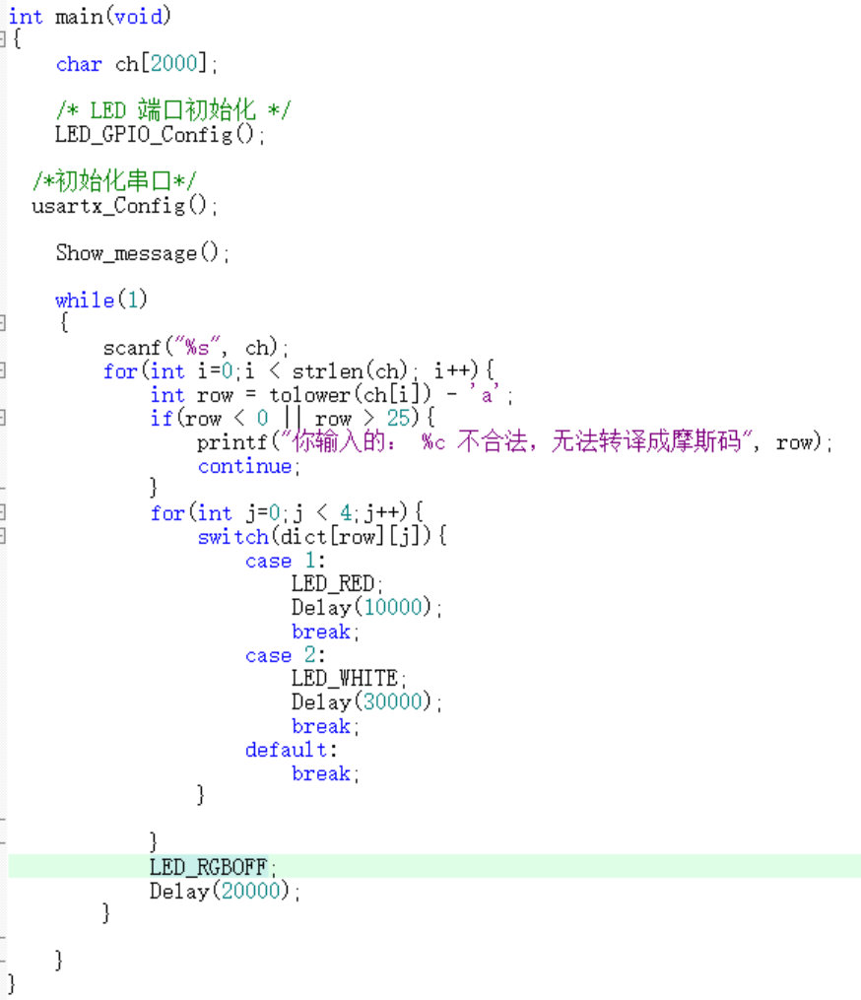 int main(void)
{
char ch[2000];
/* LED 端口初始化 */
LED_GPIO_Config();
/*初始化串口*/
usartx_Config();
Show_message();
while(1)
{
scanf("%s", ch);
for(int i=0;i < strlen(ch); i++){
int row = tolower(ch[i]) - 'a';
if(row < 0 || row > 25){
printf("你输入的： %c 不合法，无法转译成摩斯码", row);
continue;
}
for(int j=0;j < 4;j++){
switch(dict[row][j]){
case 1:
LED_RED;
Delay(10000);
break;
case 2:
LED_WHITE;
Delay(30000);
break;
default:
break;
}
}
LED_RGBOFF;
Delay(20000);
}
}
}